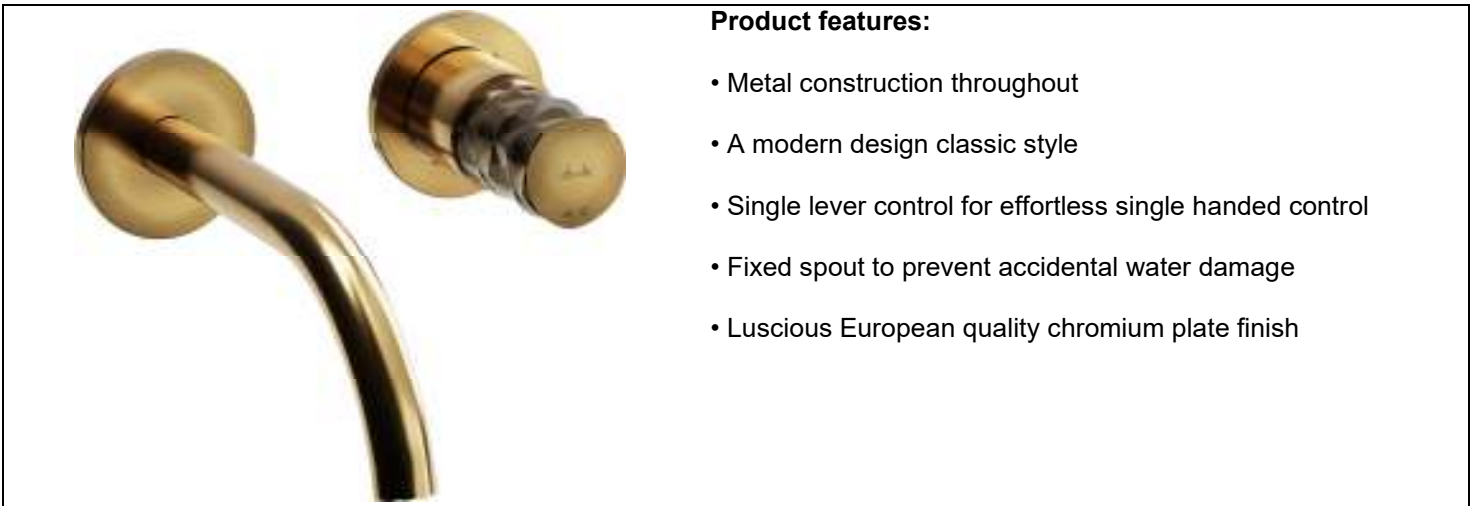 Product features:
• Metal construction throughout
• A modern design classic style
• Single lever control for effortless single handed control
• Fixed spout to prevent accidental water damage
• Luscious European quality chromium plate finish